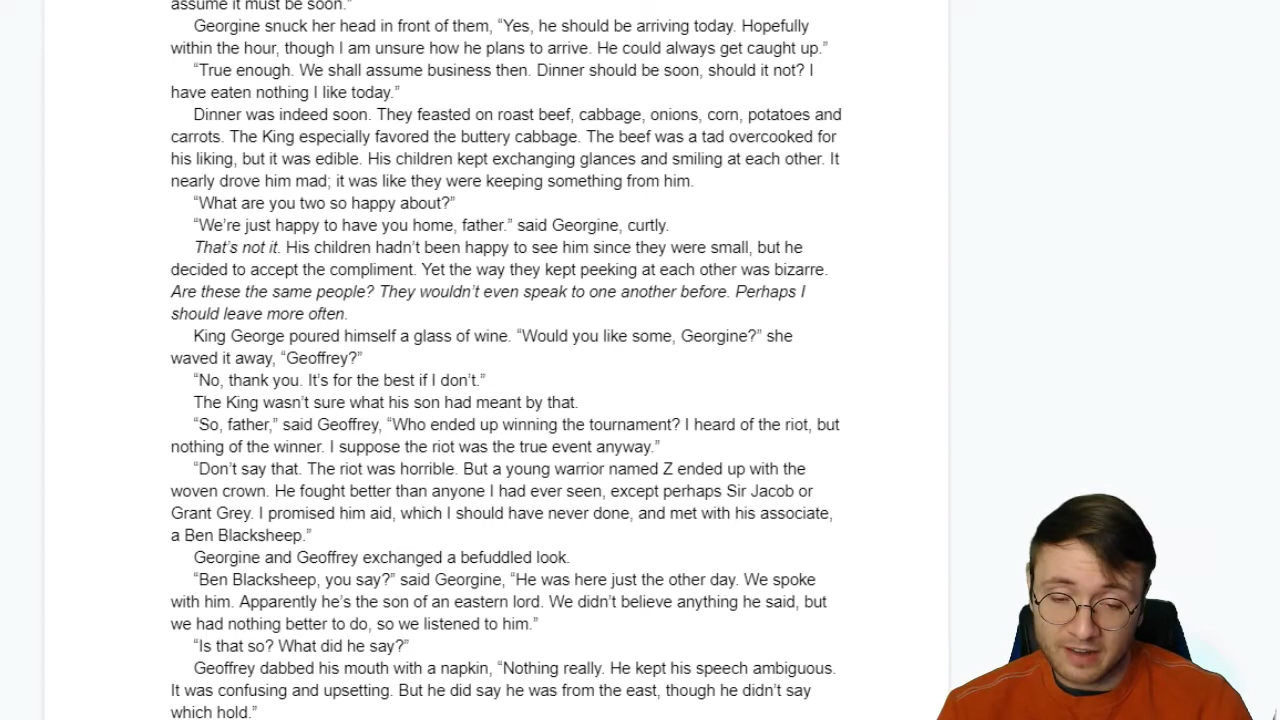 assume it must be soon.”
Georgine snuck her head in front of them, “Yes, he should be arriving today. Hopefully
within the hour, though I am unsure how he plans to arrive. He could always get caught up.”
“True enough. We shall assume business then. Dinner should be soon, should it not? I
have eaten nothing I like today.”
Dinner was indeed soon. They feasted on roast beef, cabbage, onions, corn, potatoes and
carrots. The King especially favored the buttery cabbage. The beef was a tad overcooked for
his liking, but it was edible. His children kept exchanging glances and smiling at each other. It
nearly drove him mad; it was like they were keeping something from him.
“What are you two so happy about?”
“We’re just happy to have you home, father.” said Georgine, curtly.
That’s not it. His children hadn’t been happy to see him since they were small, but he
decided to accept the compliment. Yet the way they kept peeking at each other was bizarre.
Are these the same people? They wouldn’t even speak to one another before. Perhaps I
should leave more often.
King George poured himself a glass of wine. “Would you like some, Georgine?” she
waved it away, “Geoffrey?”
“No, thank you. It’s for the best if I don’t.”
The King wasn’t sure what his son had meant by that.
“So, father,” said Geoffrey, “Who ended up winning the tournament? I heard of the riot, but
nothing of the winner. I suppose the riot was the true event anyway.”
“Don’t say that. The riot was horrible. But a young warrior named Z ended up with the
woven crown. He fought better than anyone I had ever seen, except perhaps Sir Jacob or
Grant Grey. I promised him aid, which I should have never done, and met with his associate,
a Ben Blacksheep.”
Georgine and Geoffrey exchanged a befuddled look.
“Ben Blacksheep, you say?” said Georgine, “He was here just the other day. We spoke
with him. Apparently he’s the son of an eastern lord. We didn’t believe anything he said, but
we had nothing better to do, so we listened to him.”
“Is that so? What did he say?”
Geoffrey dabbed his mouth with a napkin, “Nothing really. He kept his speech ambiguous.
It was confusing and upsetting. But he did say he was from the east, though he didn’t say
which hold.”